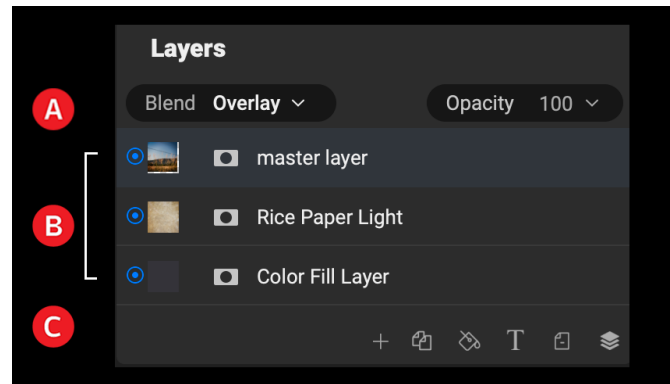 Layers
A
Blend Overlay Opacity 100
master layer
B
Rice Paper Light
Color Fill Layer
C
T